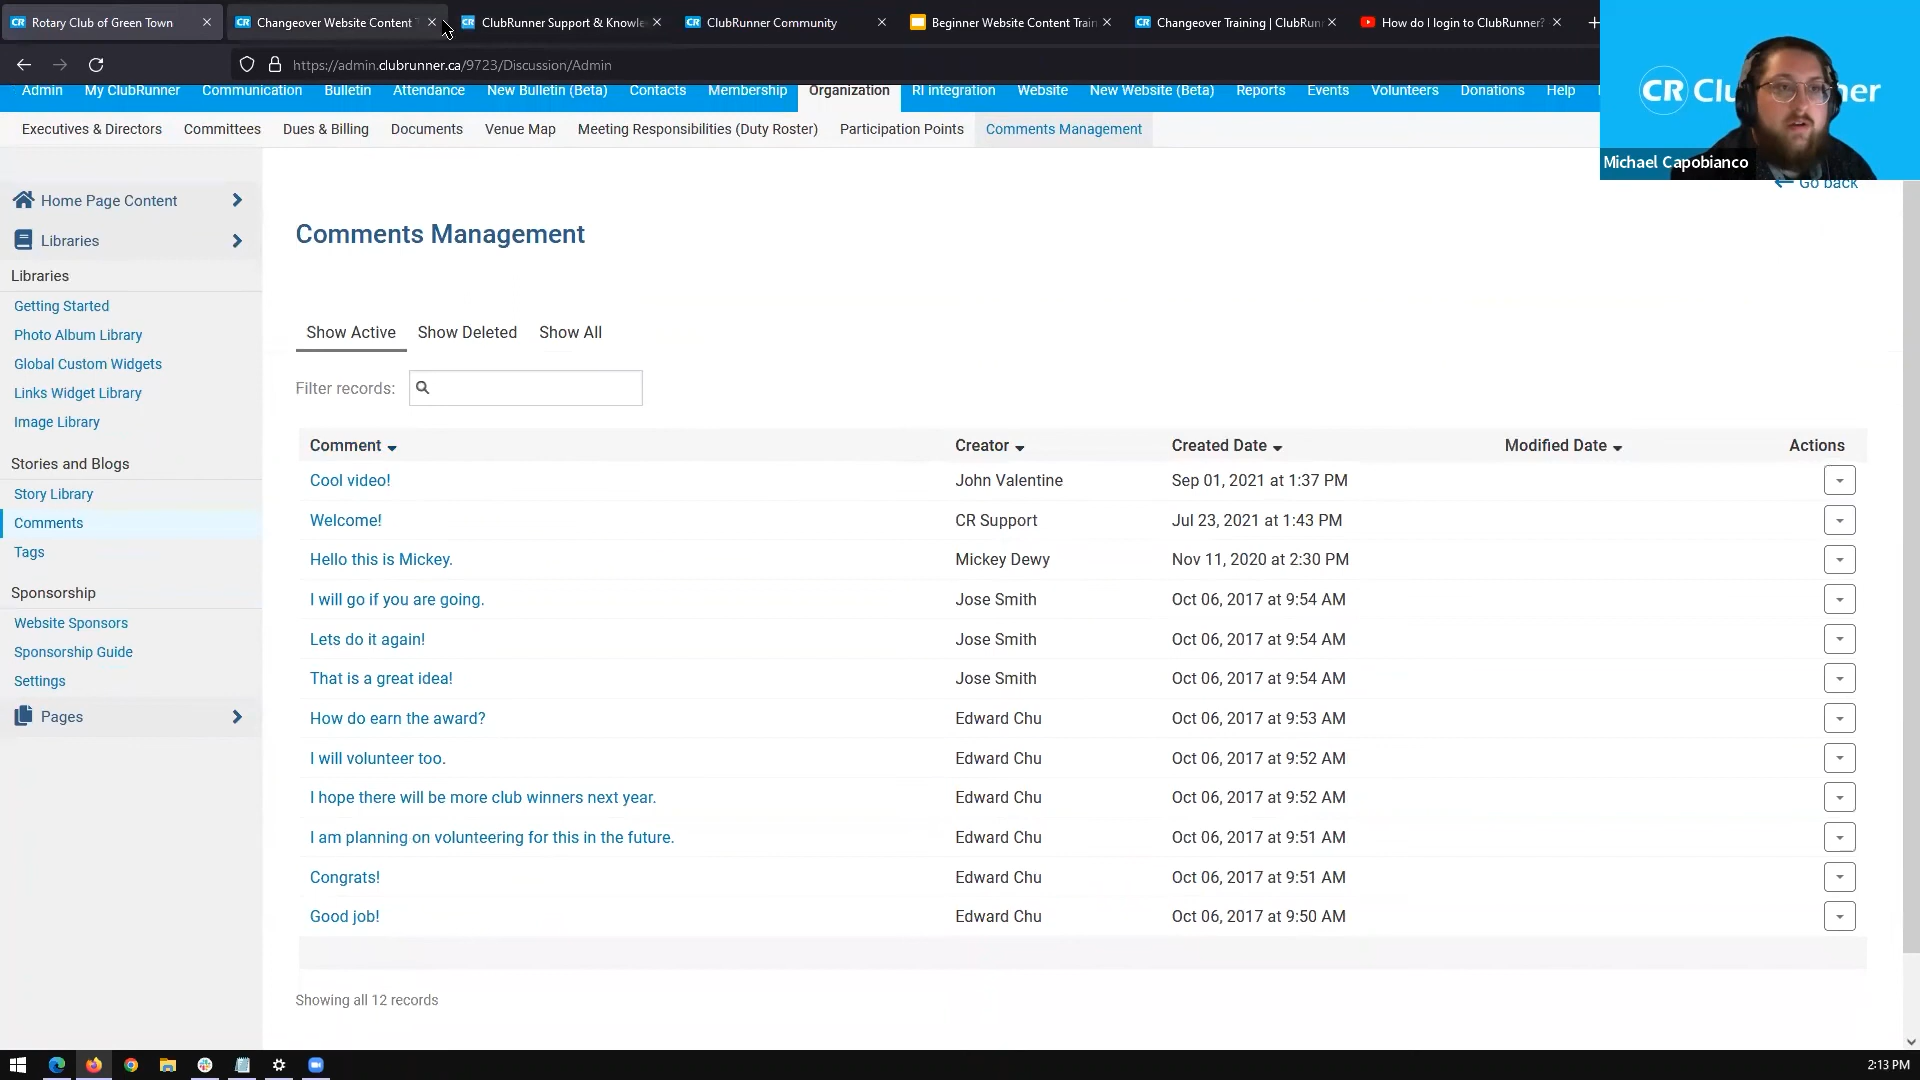 Rotary Club of Green Town
Changeover Website Content
ClubRunner Support & Knowle
ClubRunner Community
Beginner Website Content Train
Changeover Training | ClubRun
How do I login to ClubRunner?
https://admin.clubrunner.ca/9723/Discussion/Admin
Admin My ClubRunner Communication Bulletin Attendance New Bulletin (Beta) Contacts Membership Organization RI integration Website New Website (Beta) Reports Events Volunteers Donations Help
Executives & Directors Committees Dues & Billing Documents Venue Map Meeting Responsibilities (Duty Roster) Participation Points Comments Management
CR ClubRunner
Michael Capobianco
Go back
Home Page Content
Libraries
Libraries
Getting Started
Photo Album Library
Global Custom Widgets
Links Widget Library
Image Library
Stories and Blogs
Story Library
Comments
Tags
Sponsorship
Website Sponsors
Sponsorship Guide
Settings
Pages
Comments Management
Show Active Show Deleted Show All
Filter records:
Comment Creator Created Date Modified Date Actions
Cool video! John Valentine Sep 01, 2021 at 1:37 PM
Welcome! CR Support Jul 23, 2021 at 1:43 PM
Hello this is Mickey. Mickey Dewy Nov 11, 2020 at 2:30 PM
I will go if you are going. Jose Smith Oct 06, 2017 at 9:54 AM
Lets do it again! Jose Smith Oct 06, 2017 at 9:54 AM
That is a great idea! Jose Smith Oct 06, 2017 at 9:54 AM
How do earn the award? Edward Chu Oct 06, 2017 at 9:53 AM
I will volunteer too. Edward Chu Oct 06, 2017 at 9:52 AM
I hope there will be more club winners next year. Edward Chu Oct 06, 2017 at 9:52 AM
I am planning on volunteering for this in the future. Edward Chu Oct 06, 2017 at 9:51 AM
Congrats! Edward Chu Oct 06, 2017 at 9:51 AM
Good job! Edward Chu Oct 06, 2017 at 9:50 AM
Showing all 12 records
2:13 PM